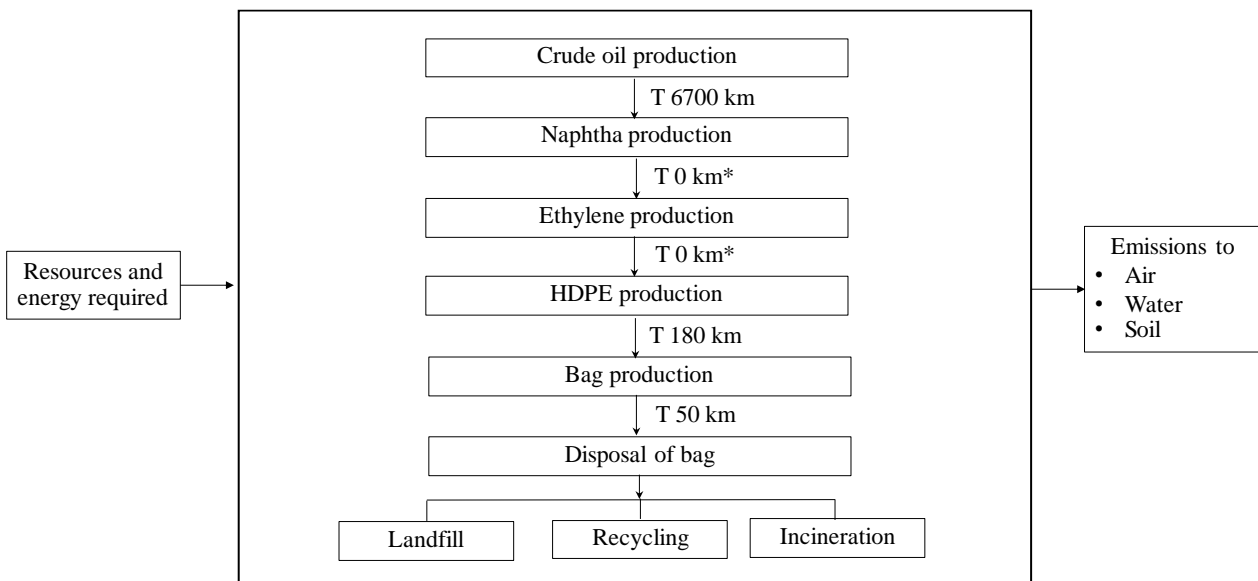 Crude oil production
T 6700 km
Naphtha production
T 0 km*
Ethylene production
T 0 km*
HDPE production
T 180 km
Bag production
T 50 km
Disposal of bag
Landfill
Recycling
Incineration
Resources and
energy required
Emissions to
• Air
• Water
• Soil